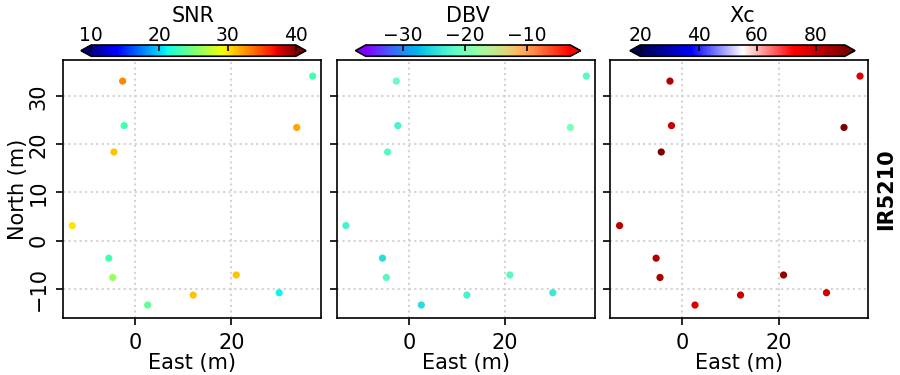 SNR DBV Xc
10 20 30 40 −30 −20 −10 20 40 60 80
30
20
10
0
−10
North (m)
IR5210
0 20 0 20 0 20
East (m) East (m) East (m)